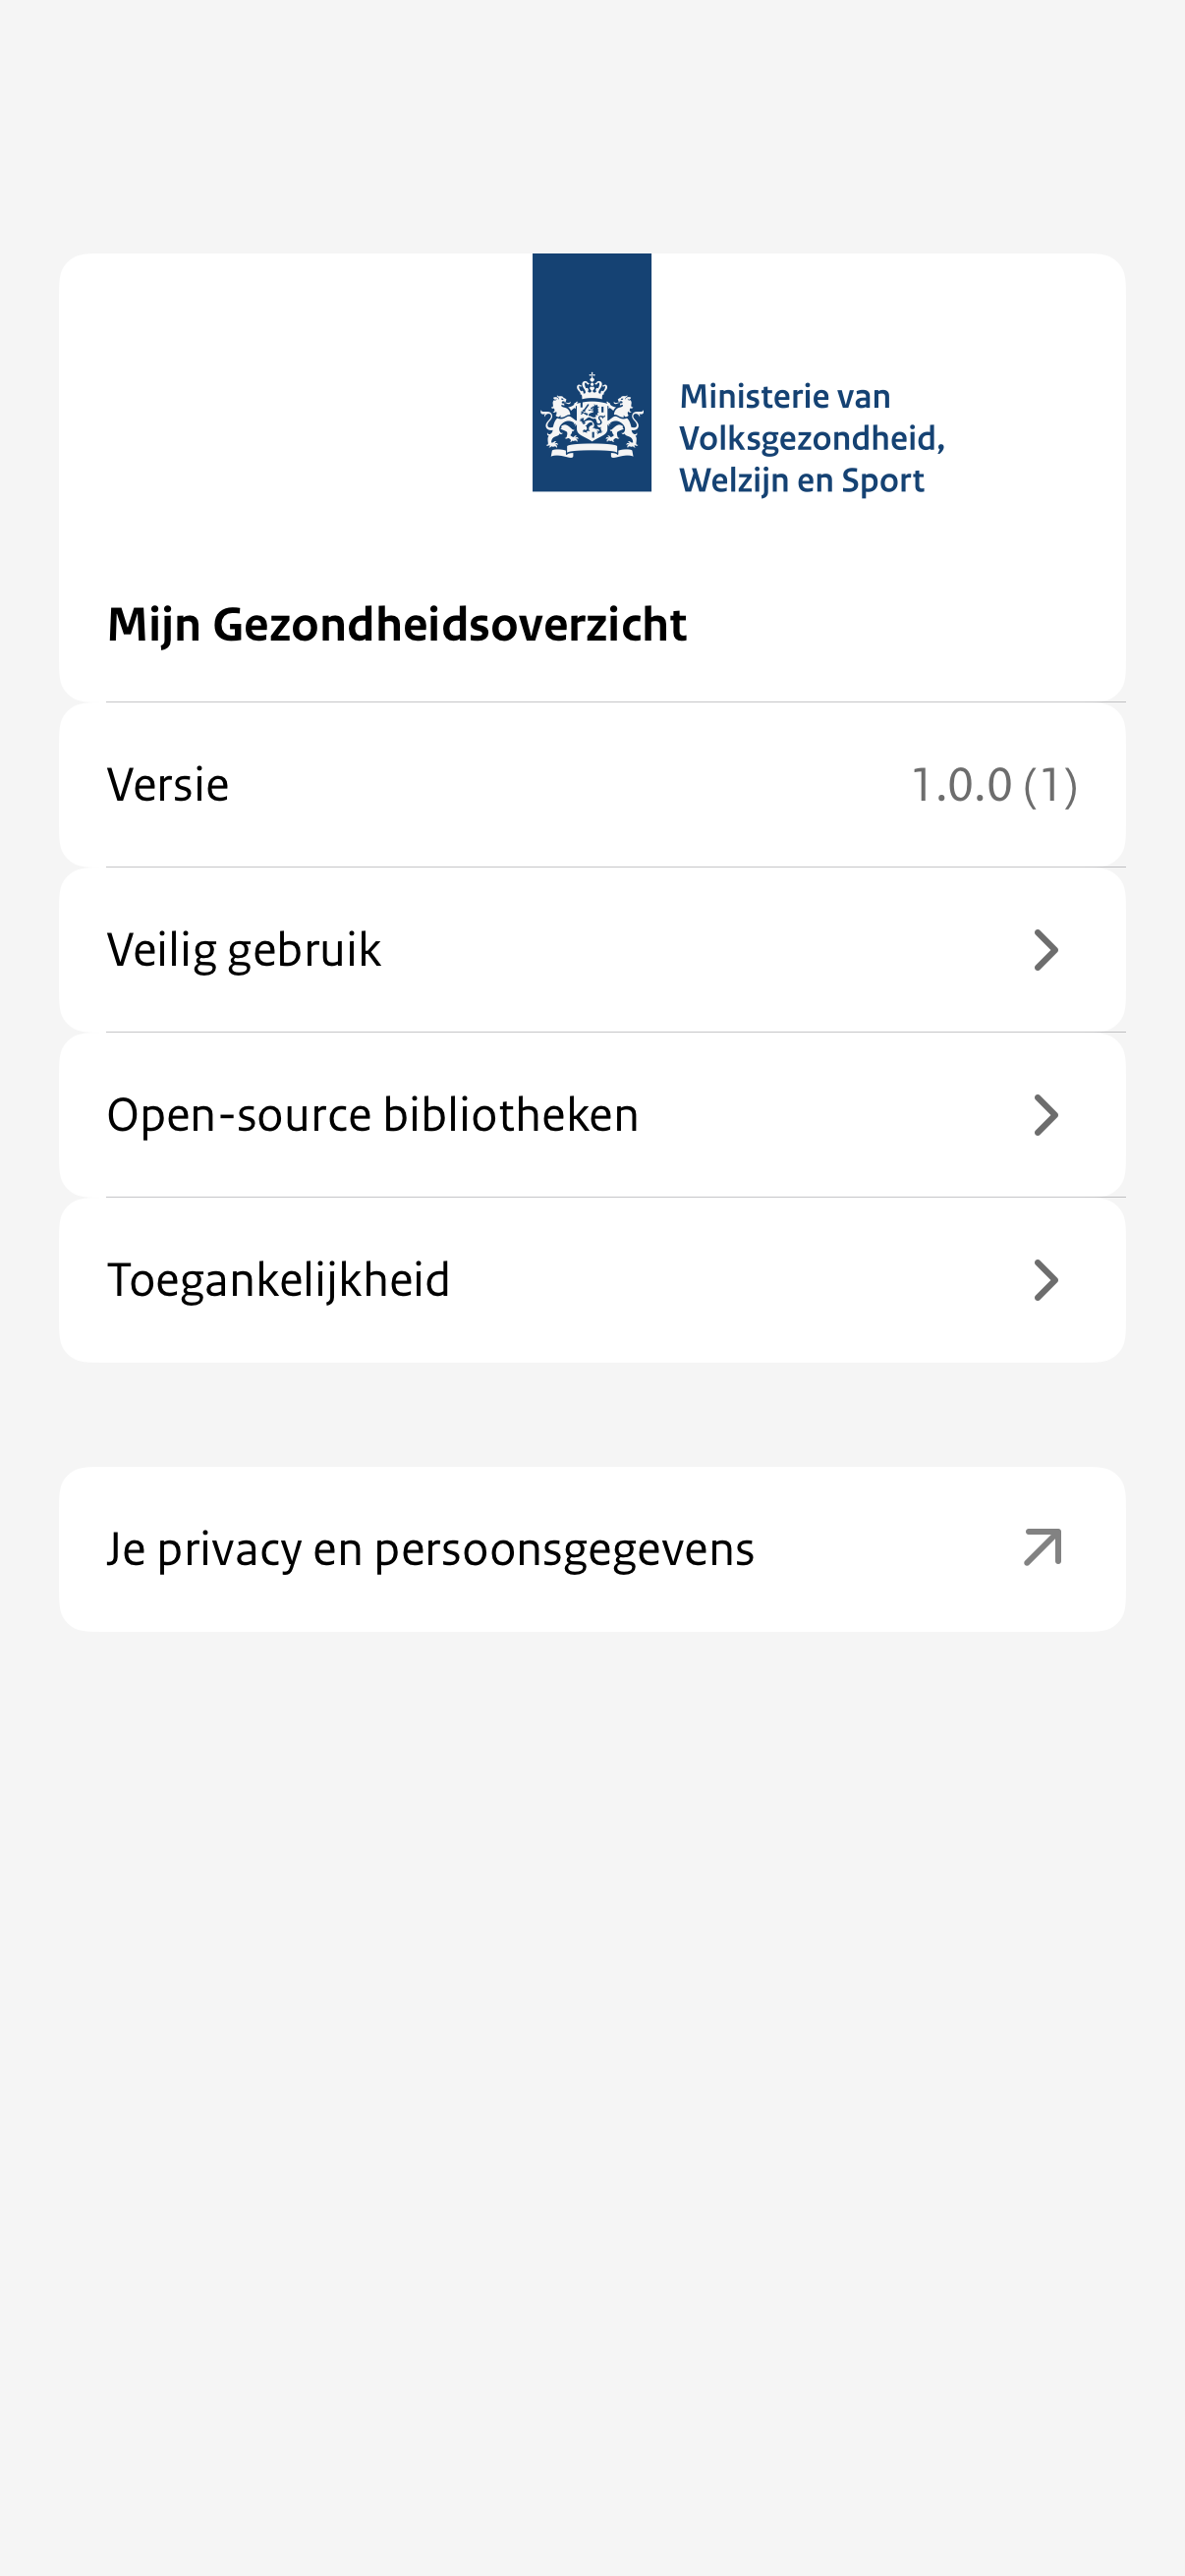 Ministerie van
Volksgezondheid,
Welzijn en Sport
Mijn Gezondheidsoverzicht
Versie 1.0.0 (1)
Veilig gebruik
Open-source bibliotheken
Toegankelijkheid
Je privacy en persoonsgegevens